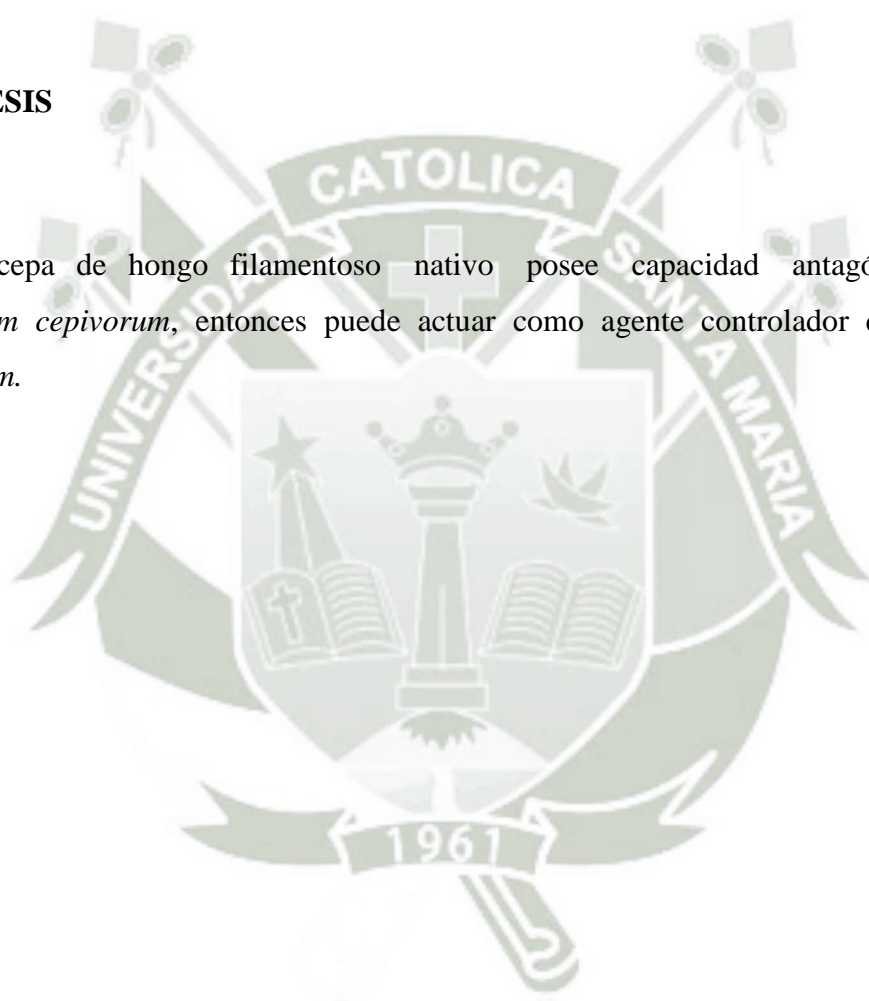 ESIS
cepa de hongo filamentoso nativo posee capacidad antagó
m cepivorum, entonces puede actuar como agente controlador
m.
UNIVERSIDAD CATOLICA SANTA MARIA
1961